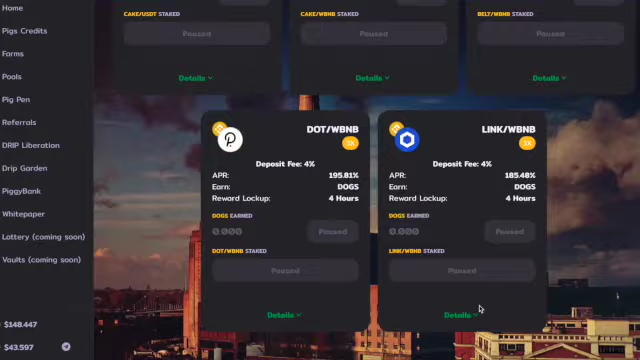 Home
Pigs Credits
Farms
Pools
Pig Pen
Referrals
DRIP Liberation
Drip Garden
PiggyBank
Whitepaper
Lottery (coming soon)
Vaults (coming soon)
$148.447
$43.597
CAKE/USDT STAKED
Paused
Details
CAKE/WBNB STAKED
Paused
Details
BELT/WBNB STAKED
Paused
Details
DOT/WBNB
3X
Deposit Fee: 4%
APR: 195.81%
Earn: DOGS
Reward Lockup: 4 Hours
DOGS EARNED
0.000
Paused
DOT/WBNB STAKED
Paused
Details
LINK/WBNB
3X
Deposit Fee: 4%
APR: 185.48%
Earn: DOGS
Reward Lockup: 4 Hours
DOGS EARNED
0.000
Paused
LINK/WBNB STAKED
Paused
Details